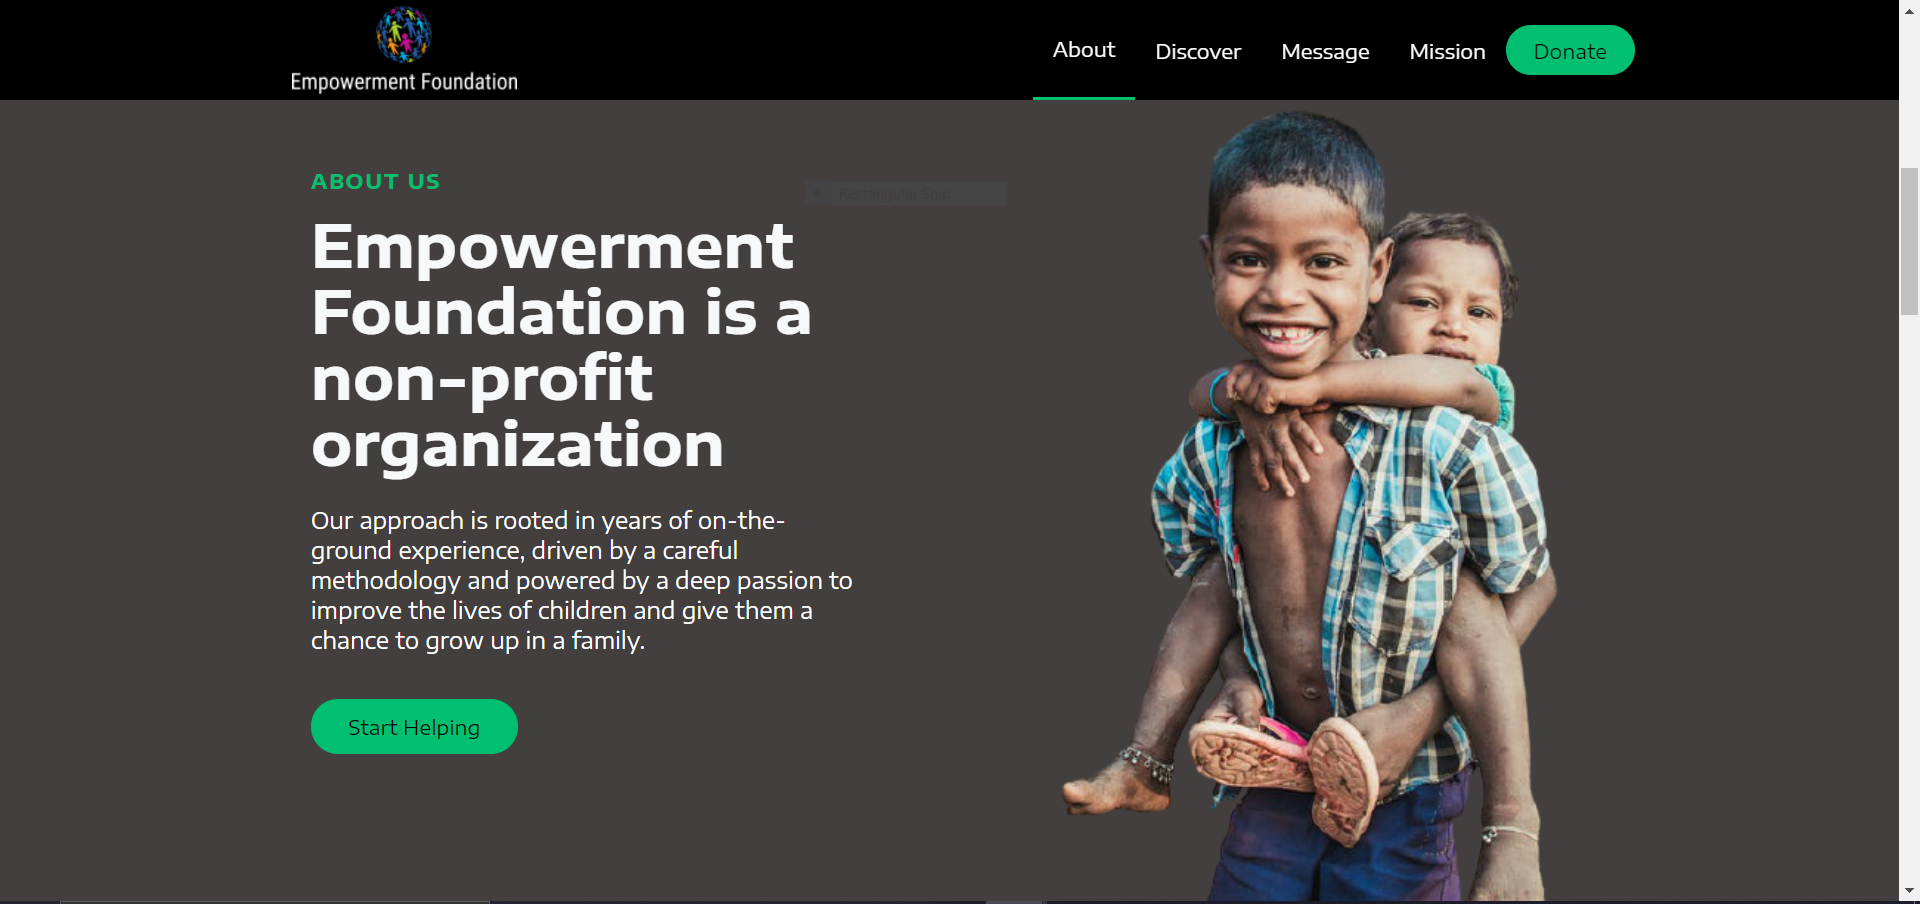 Empowerment Foundation
About
Discover
Message
Mission
Donate
ABOUT US
Rectangular Snip
Empowerment
Foundation is a
non-profit
organization
Our approach is rooted in years of on-the-
ground experience, driven by a careful
methodology and powered by a deep passion to
improve the lives of children and give them a
chance to grow up in a family.
Start Helping